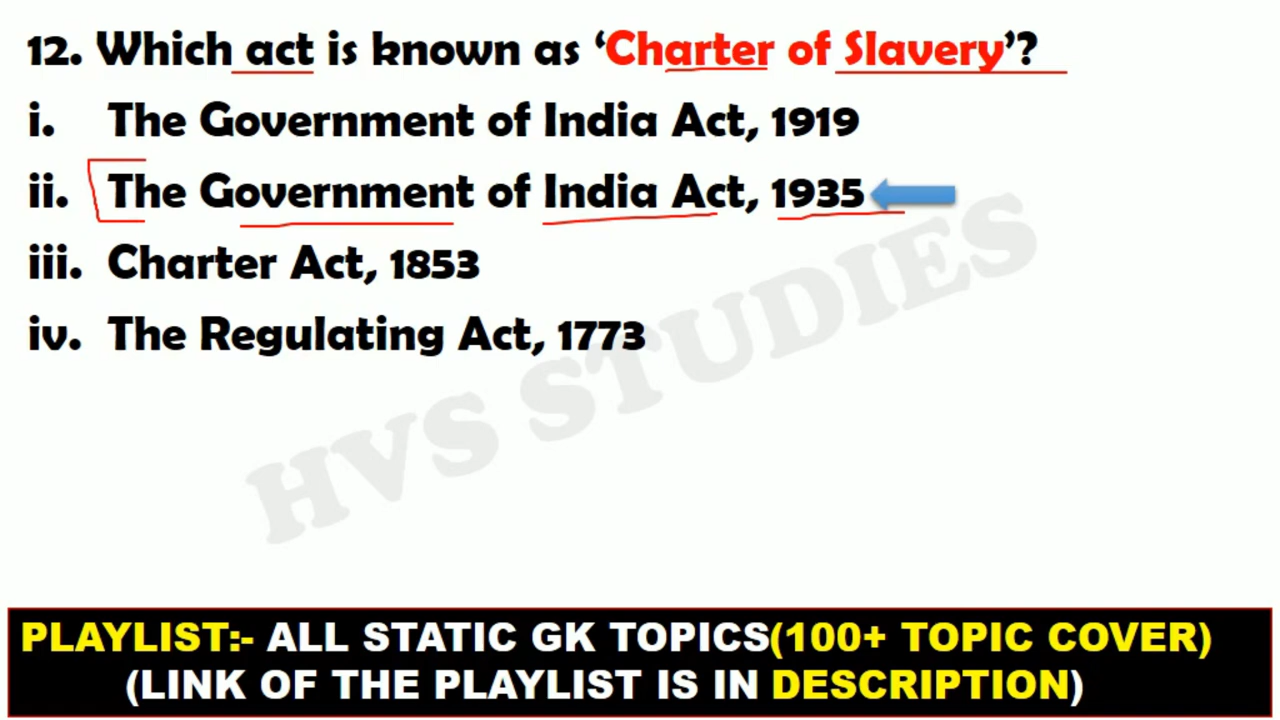 12. Which act is known as ‘Charter of Slavery’?
i. The Government of India Act, 1919
ii. The Government of India Act, 1935
iii. Charter Act, 1853
iv. The Regulating Act, 1773
HVS STUDIES
PLAYLIST:- ALL STATIC GK TOPICS(100+ TOPIC COVER)
(LINK OF THE PLAYLIST IS IN DESCRIPTION)